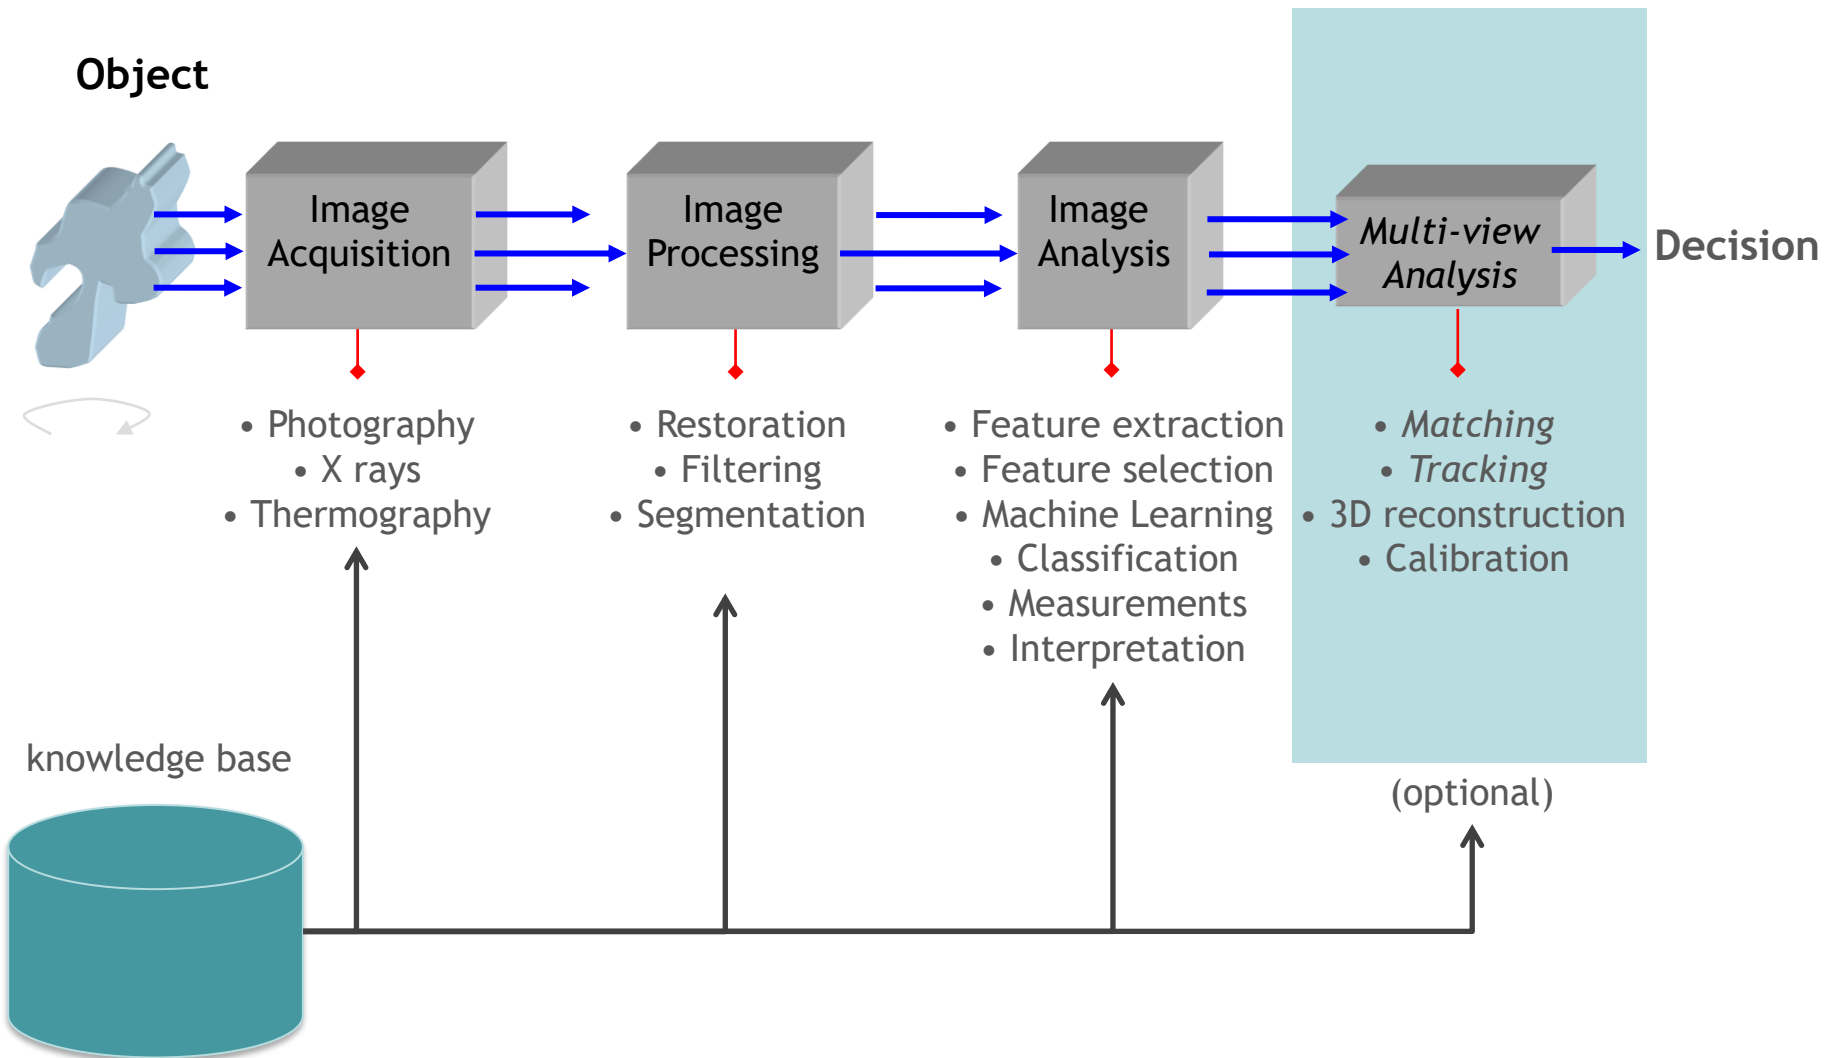 Object
Image
Acquisition
Image
Processing
Image
Analysis
Multi-view
Analysis
Decision
• Photography
• X rays
• Thermography
• Restoration
• Filtering
• Segmentation
• Feature extraction
• Feature selection
• Machine Learning
• Classification
• Measurements
• Interpretation
• Matching
• Tracking
• 3D reconstruction
• Calibration
knowledge base
(optional)